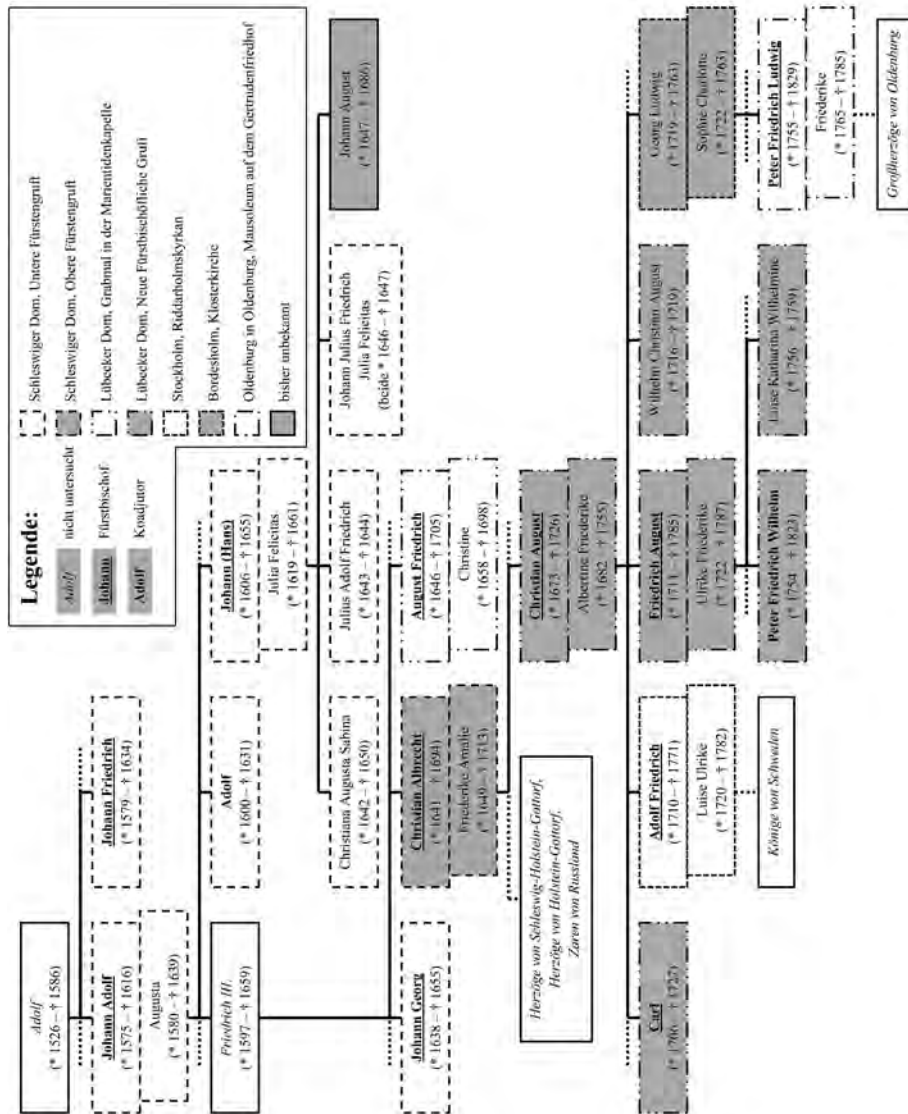 Legende:
Adolf
nicht untersucht
Johann
Fürstbischof
Adolf
Koadjutor
Schleswiger Dom, Untere Fürstengruft
Schleswiger Dom, Obere Fürstengruft
Lübecker Dom, Grabmal in der Marientidenkapelle
Lübecker Dom, Neue Fürstbischöfliche Gruft
Stockholm, Riddarholmskyrkan
Bordesholm, Klosterkirche
Oldenburg in Oldenburg, Mausoleum auf dem Gertrudenfriedhof
bisher unbekannt
Adolf
(* 1526 – † 1586)
Johann Adolf
(* 1575 – † 1616)
Augusta
(* 1580 – † 1639)
Johann Friedrich
(* 1579 – † 1634)
Friedrich III.
(* 1597 – † 1659)
Adolf
(* 1600 – † 1631)
Johann [Hans]
(* 1606 – † 1655)
Julia Felicitas
(* 1619 – † 1661)
Christiana Augusta Sabina
(* 1642 – † 1650)
Julius Adolf Friedrich
(* 1643 – † 1644)
Johann Julius Friedrich
Julia Felicitas
(beide * 1646 – † 1647)
Johann August
(* 1647 – † 1686)
Johann Georg
(* 1638 – † 1655)
Christian Albrecht
(* 1641 – † 1694)
Friederike Amalie
(* 1649 – † 1713)
August Friedrich
(* 1646 – † 1705)
Christine
(* 1658 – † 1698)
Herzöge von Schleswig-Holstein-Gottorf,
Herzöge von Holstein-Gottorf,
Zaren von Russland
Christian August
(* 1673 – † 1726)
Albertine Friederike
(* 1682 – † 1755)
Carl
(* 1706 – † 1727)
Adolf Friedrich
(* 1710 – † 1771)
Luise Ulrike
(* 1720 – † 1782)
Könige von Schweden
Friedrich August
(* 1711 – † 1785)
Ulrike Friederike
(* 1722 – † 1787)
Wilhelm Christian August
(* 1716 – † 1719)
Georg Ludwig
(* 1719 – † 1763)
Sophie Charlotte
(* 1722 – † 1763)
Peter Friedrich Wilhelm
(* 1754 – † 1823)
Luise Katharina Wilhelmine
(* 1756 – † 1759)
Peter Friedrich Ludwig
(* 1755 – † 1829)
Friederike
(* 1765 – † 1785)
Großherzöge von Oldenburg